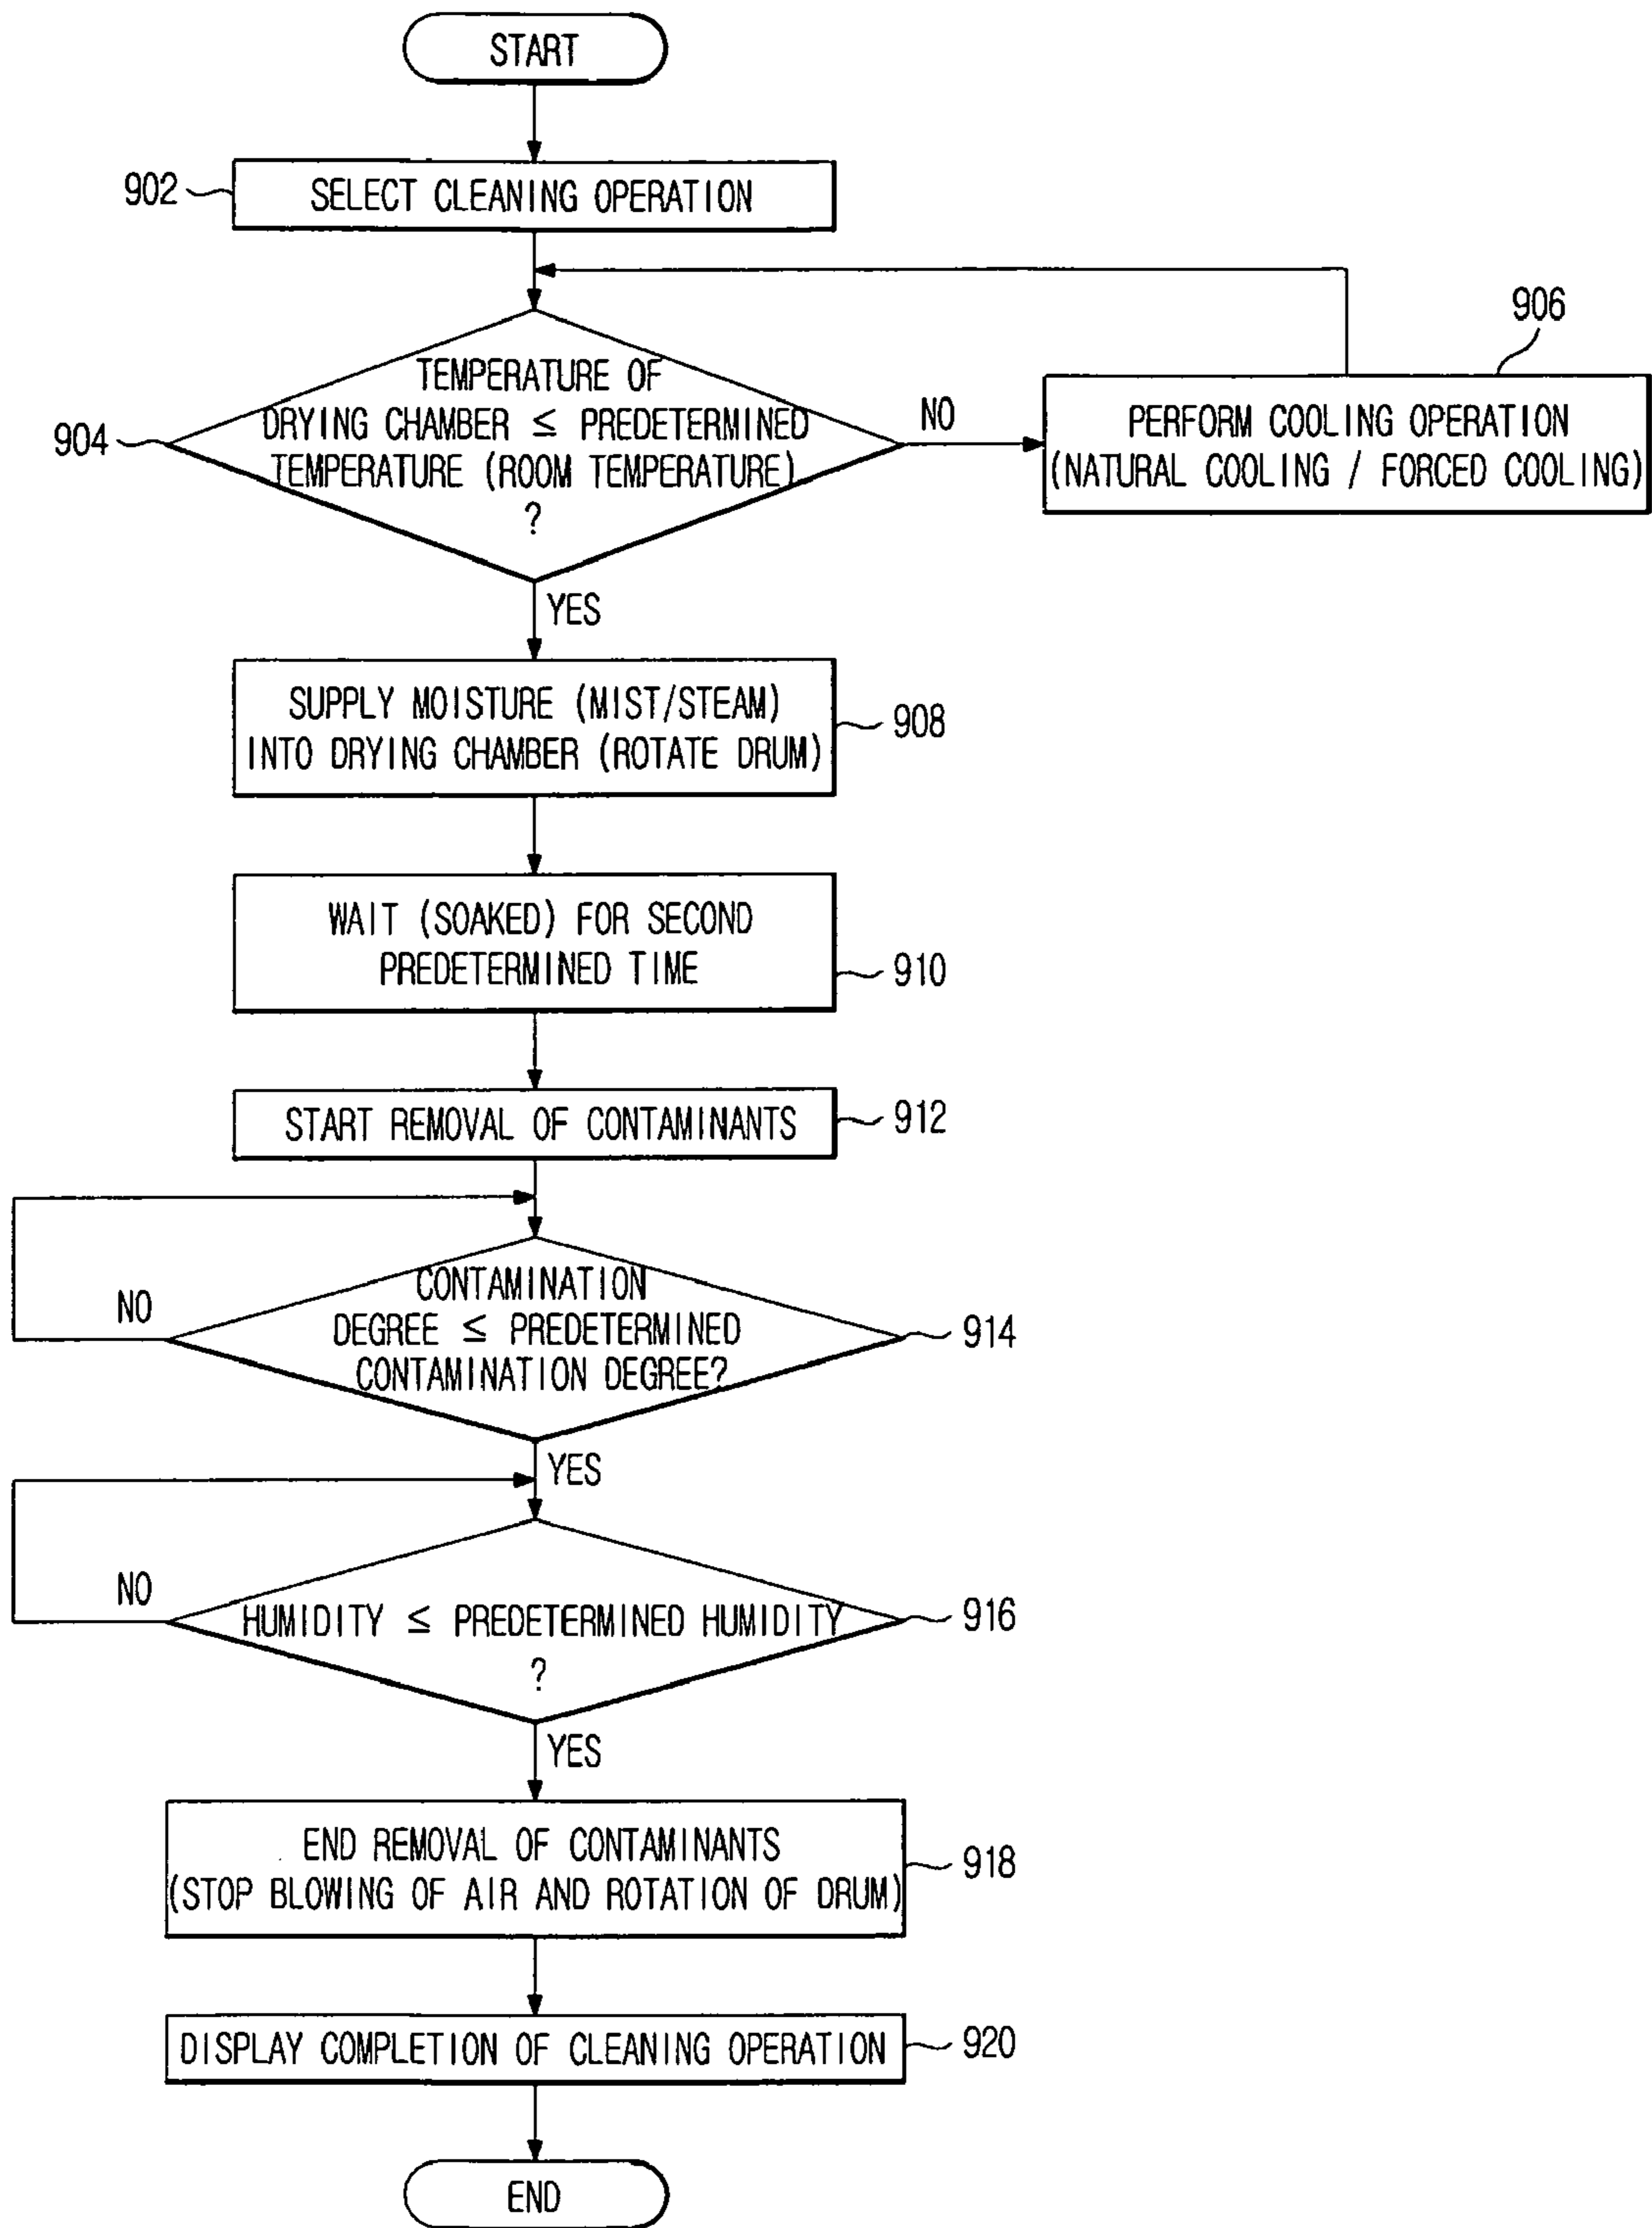 START
902
SELECT CLEANING OPERATION
906
TEMPERATURE OF
DRYING CHAMBER ≤ PREDETERMINED
TEMPERATURE (ROOM TEMPERATURE)
?
904
NO
PERFORM COOLING OPERATION
(NATURAL COOLING / FORCED COOLING)
YES
SUPPLY MOISTURE (MIST/STEAM)
INTO DRYING CHAMBER (ROTATE DRUM)
908
WAIT (SOAKED) FOR SECOND
PREDETERMINED TIME
910
START REMOVAL OF CONTAMINANTS
912
NO
CONTAMINATION
DEGREE ≤ PREDETERMINED
CONTAMINATION DEGREE?
914
YES
NO
HUMIDITY ≤ PREDETERMINED HUMIDITY
?
916
YES
END REMOVAL OF CONTAMINANTS
(STOP BLOWING OF AIR AND ROTATION OF DRUM)
918
DISPLAY COMPLETION OF CLEANING OPERATION
920
END